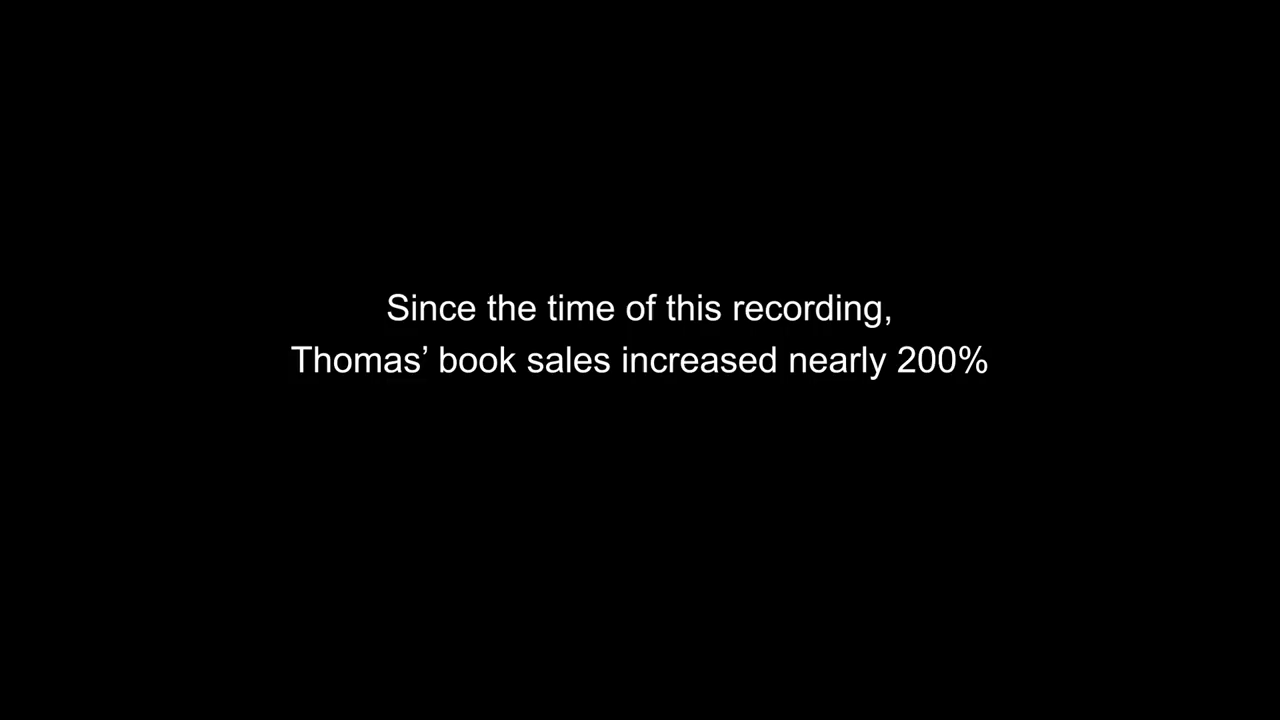 Since the time of this recording,
Thomas’ book sales increased nearly 200%